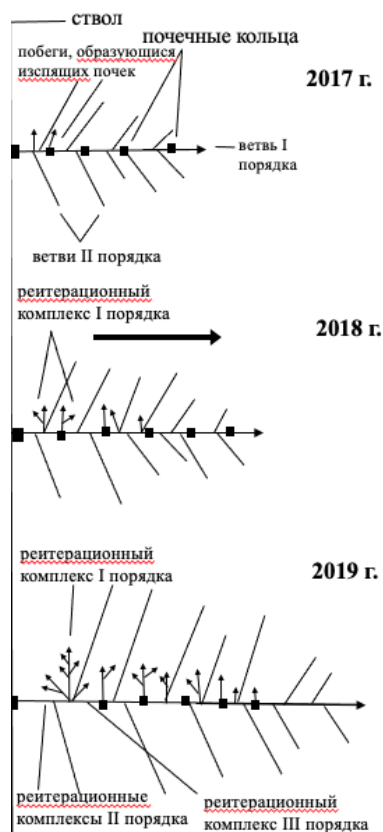 ствол
почечные кольца
побеги, образующиеся
изспящих почек
2017 г.
ветвь I
порядка
ветви II порядка
реитерационный
комплекс I порядка
2018 г.
реитерационный
комплекс I порядка
2019 г.
реитерационные
комплексы II порядка
реитерационный
комплекс III порядка